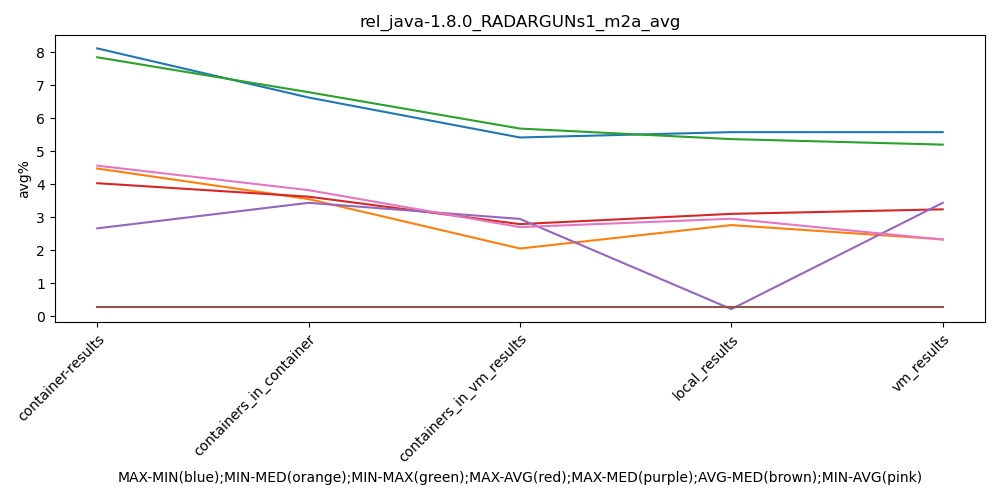 rel_java-1.8.0_RADARGUNs1_m2a_avg
avg%
8
7
6
5
4
3
2
1
0
container-results
containers_in_container
containers_in_vm_results
local_results
vm_results
MAX-MIN(blue);MIN-MED(orange);MIN-MAX(green);MAX-AVG(red);MAX-MED(purple);AVG-MED(brown);MIN-AVG(pink)